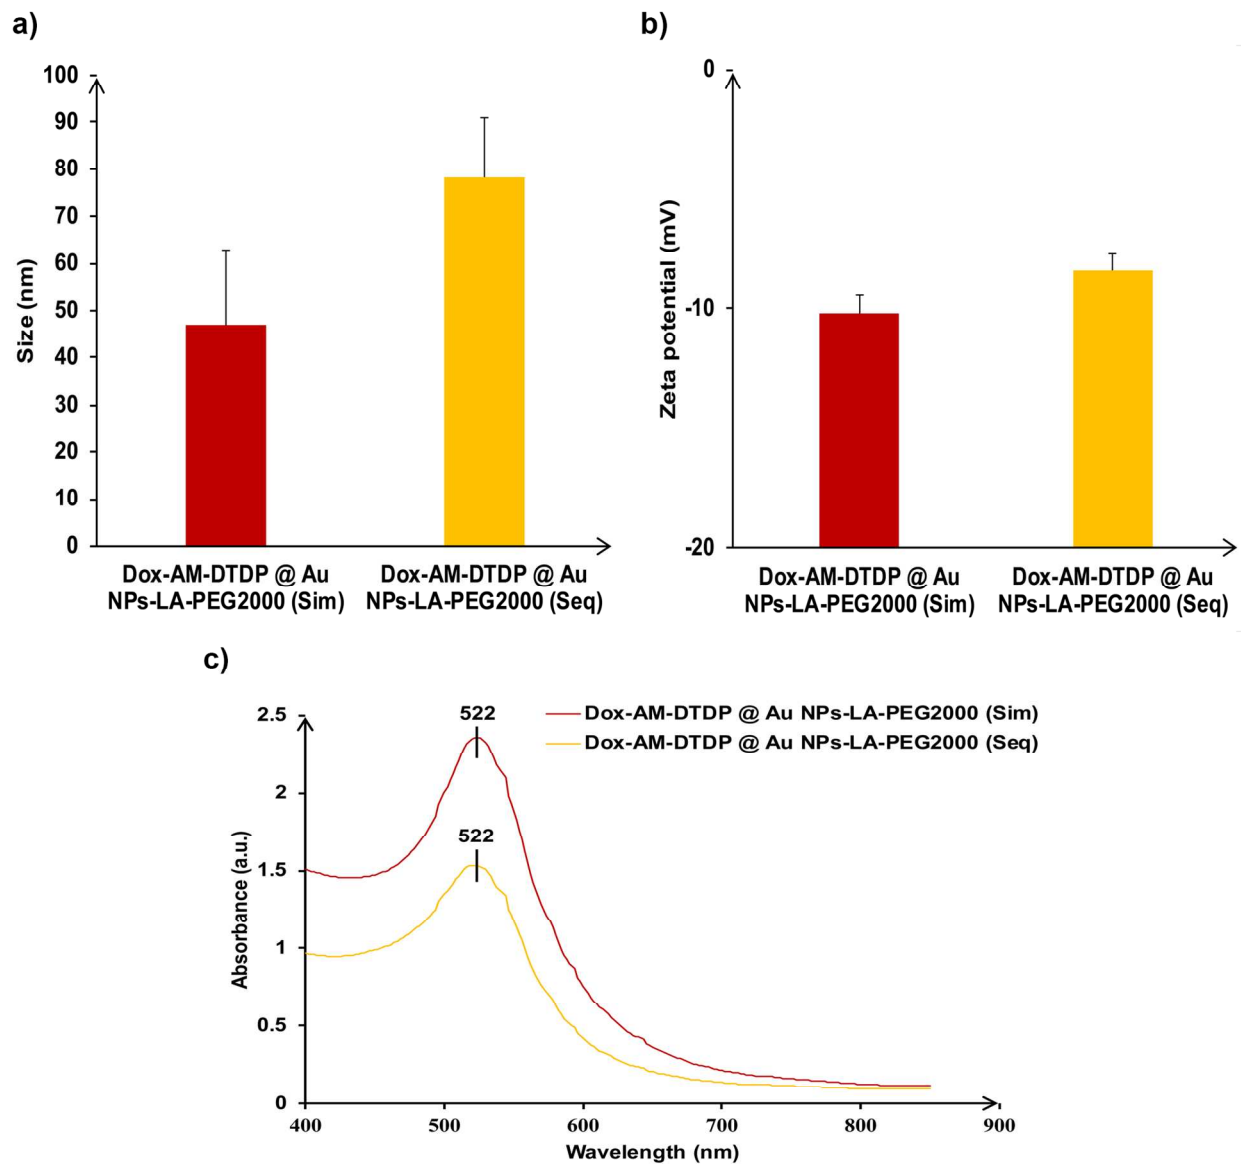 a)
100
90
80
70
60
50
40
30
20
10
0
Size (nm)
Dox-AM-DTDP @ Au
NPs-LA-PEG2000 (Sim)
Dox-AM-DTDP @ Au
NPs-LA-PEG2000 (Seq)
b)
0
-10
-20
Zeta potential (mV)
Dox-AM-DTDP @ Au
NPs-LA-PEG2000 (Sim)
Dox-AM-DTDP @ Au
NPs-LA-PEG2000 (Seq)
c)
2.5
2
1.5
1
0.5
0
Absorbance (a.u.)
522
522
Dox-AM-DTDP @ Au NPs-LA-PEG2000 (Sim)
Dox-AM-DTDP @ Au NPs-LA-PEG2000 (Seq)
400 500 600 700 800 900
Wavelength (nm)